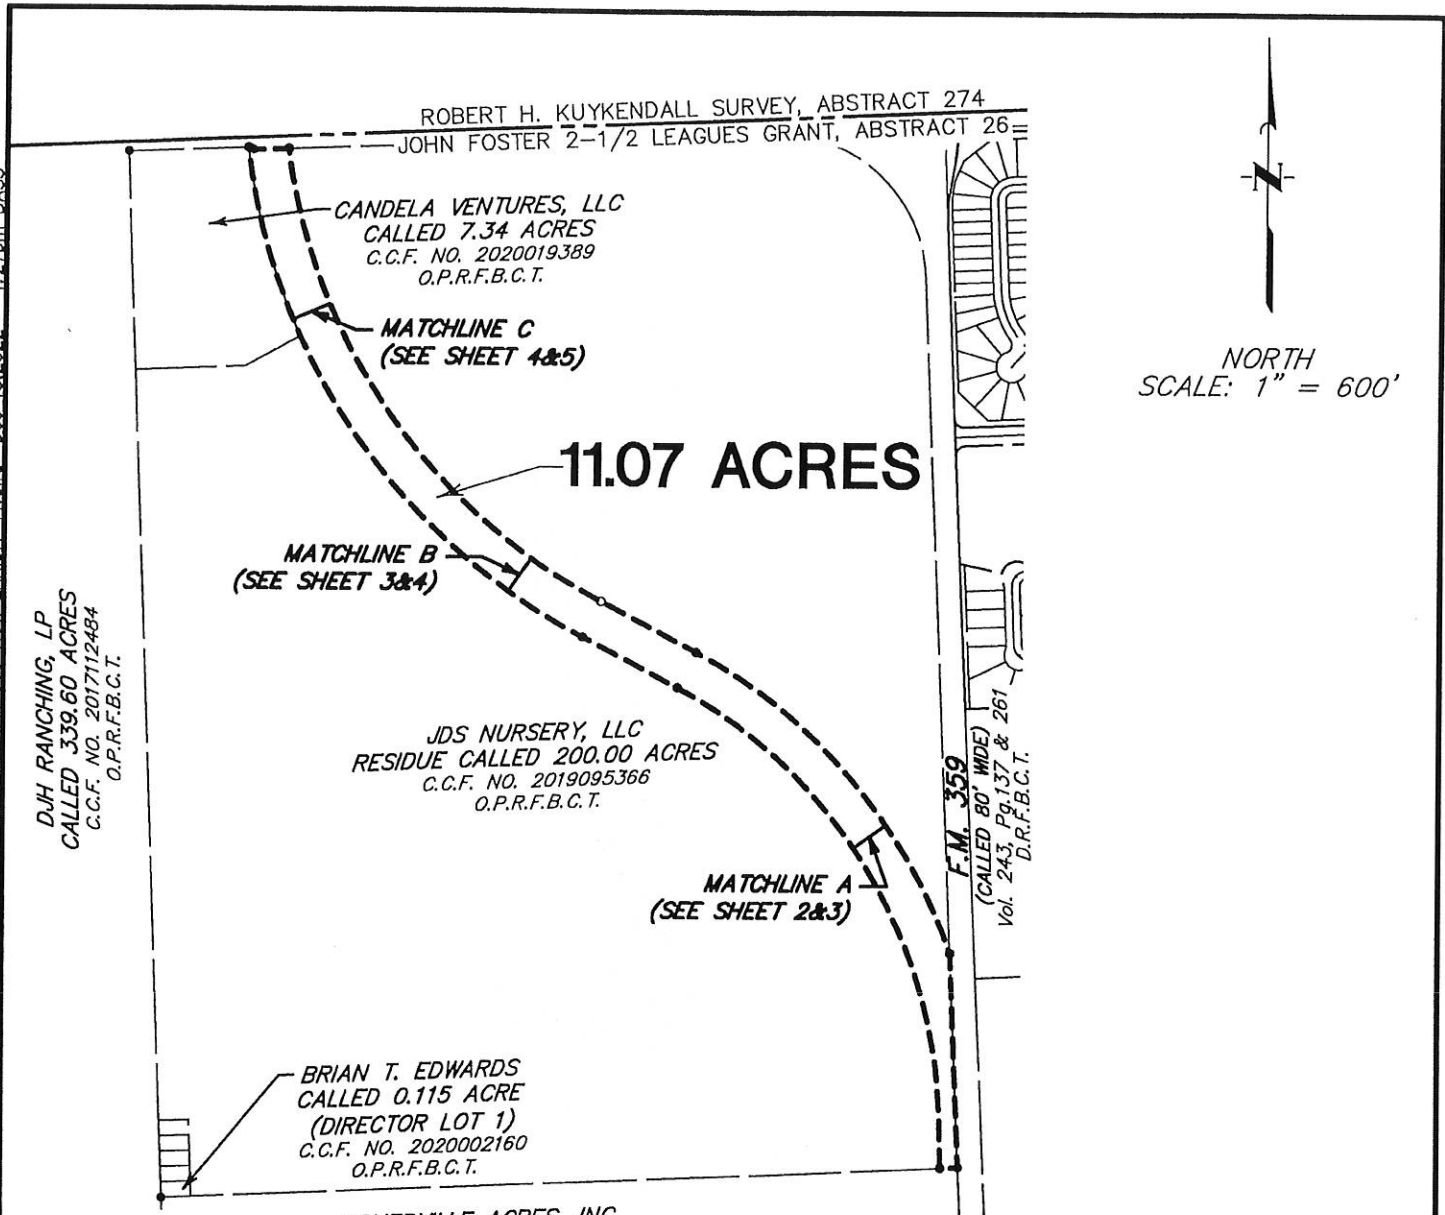 ROBERT H. KUYKENDALL SURVEY, ABSTRACT 274
JOHN FOSTER 2-1/2 LEAGUES GRANT, ABSTRACT 26
CANDELA VENTURES, LLC
CALLED 7.34 ACRES
C.C.F. NO. 2020019389
O.P.R.F.B.C.T.
MATCHLINE C
(SEE SHEET 4&5)
N
NORTH
SCALE: 1" = 600'
11.07 ACRES
MATCHLINE B
(SEE SHEET 3&4)
DJH RANCHING, LP
CALLED 339.60 ACRES
C.C.F. NO. 2017112484
O.P.R.F.B.C.T.
JDS NURSERY, LLC
RESIDUE CALLED 200.00 ACRES
C.C.F. NO. 2019095366
O.P.R.F.B.C.T.
F.M. 359
(CALLED 80' WIDE)
Vol. 243, Pg.137 & 261
D.R.F.B.C.T.
MATCHLINE A
(SEE SHEET 2&3)
BRIAN T. EDWARDS
CALLED 0.115 ACRE
(DIRECTOR LOT 1)
C.C.F. NO. 2020002160
O.P.R.F.B.C.T.
ACRES, INC